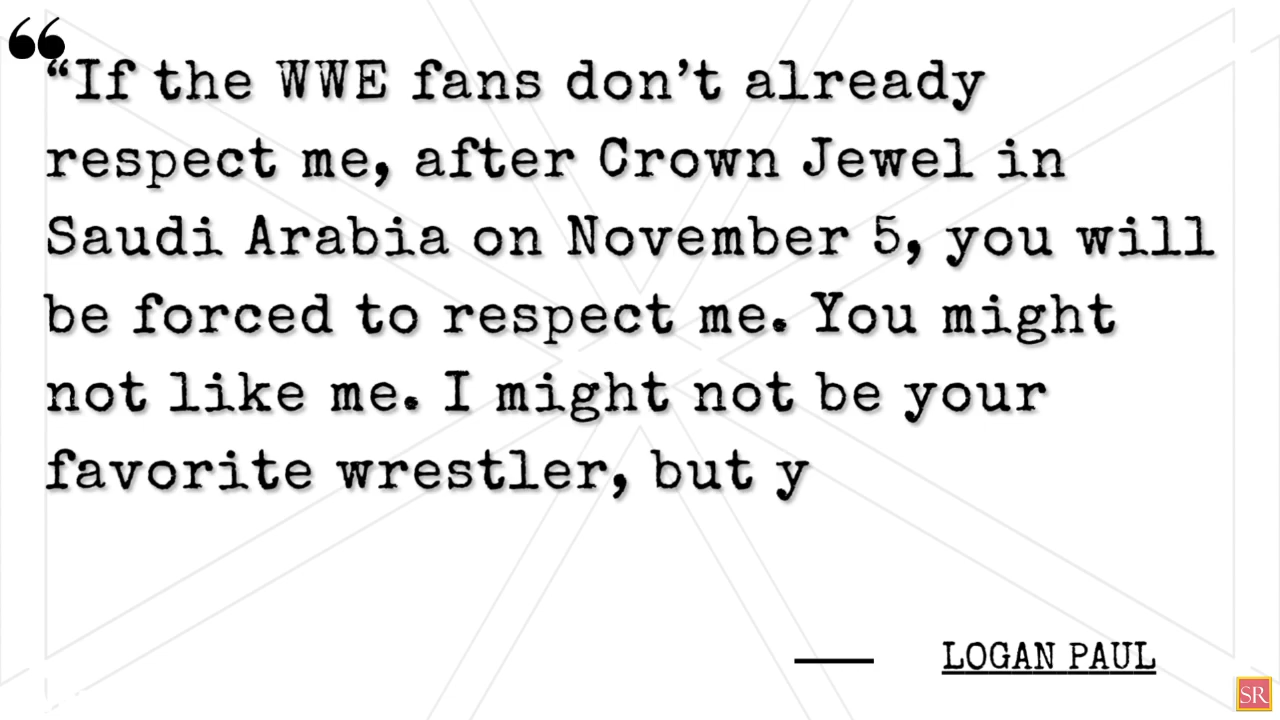 “
“If the WWE fans don’t already
respect me, after Crown Jewel in
Saudi Arabia on November 5, you will
be forced to respect me. You might
not like me. I might not be your
favorite wrestler, but y
LOGAN PAUL
SR